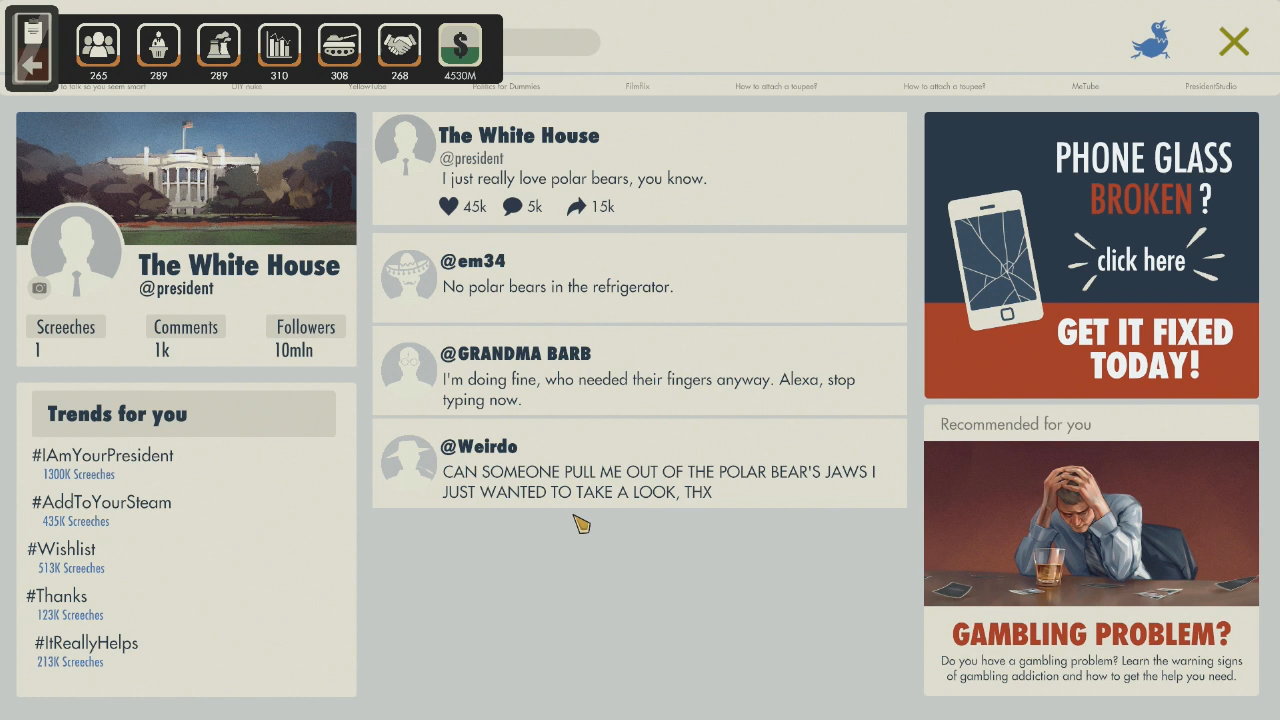 265
289
289
310
308
268
$
4530M
to talk so you seem smart
DIY nuke
YellowTube
Politics for Dummies
Filmflix
How to attach a toupee?
How to attach a toupee?
MeTube
PresidentStudio
The White House
@president
Screeches
Comments
Followers
1
1k
10mln
Trends for you
#IAmYourPresident
1300K Screeches
#AddToYourSteam
435K Screeches
#Wishlist
513K Screeches
#Thanks
123K Screeches
#ItReallyHelps
213K Screeches
The White House
@president
I just really love polar bears, you know.
45k
5k
15k
@em34
No polar bears in the refrigerator.
@GRANDMA BARB
I'm doing fine, who needed their fingers anyway. Alexa, stop
typing now.
@Weirdo
CAN SOMEONE PULL ME OUT OF THE POLAR BEAR'S JAWS I
JUST WANTED TO TAKE A LOOK, THX
PHONE GLASS
BROKEN ?
click here
GET IT FIXED
TODAY!
Recommended for you
GAMBLING PROBLEM?
Do you have a gambling problem? Learn the warning signs
of gambling addiction and how to get the help you need.